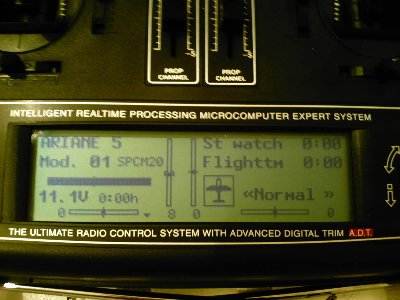 PROP CHANNEL
PROP CHANNEL
INTELLIGENT REALTIME PROCESSING MICROCOMPUTER EXPERT SYSTEM
ARIANE 5 St watch 0:00
Mod. 01 SPCM20 Flighttm 0:00
11.1V 0:00h «Normal »
0 8 0 0
THE ULTIMATE RADIO CONTROL SYSTEM WITH ADVANCED DIGITAL TRIM A.D.T.